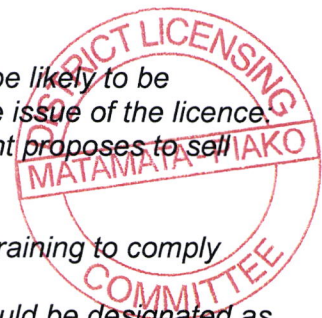 be likely to be
e issue of the licence.
nt proposes to sell
raining to comply
ould be designated as
DISTRICT LICENSING
MATAMATA-PIAKO
COMMITTEE